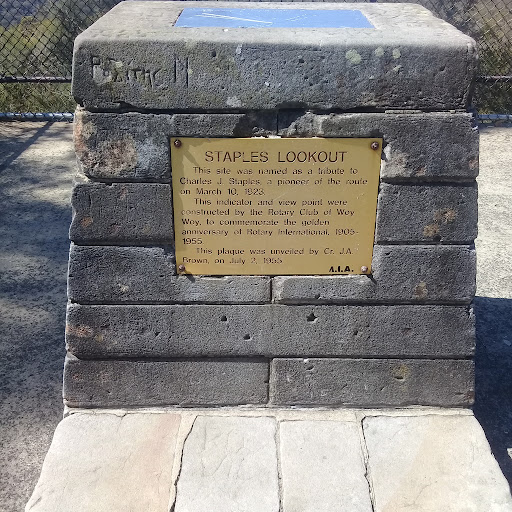 STAPLES LOOKOUT
This site was named as a tribute to
Charles J. Staples, a pioneer of the route
on March 10, 1923.
This indicator and view point were
constructed by the Rotary Club of Woy
Woy, to commemorate the golden
anniversary of Rotary International, 1905-
1955
This plaque was unveiled by Cr. J.A.
Brown, on July 2, 1955
A.I.A.